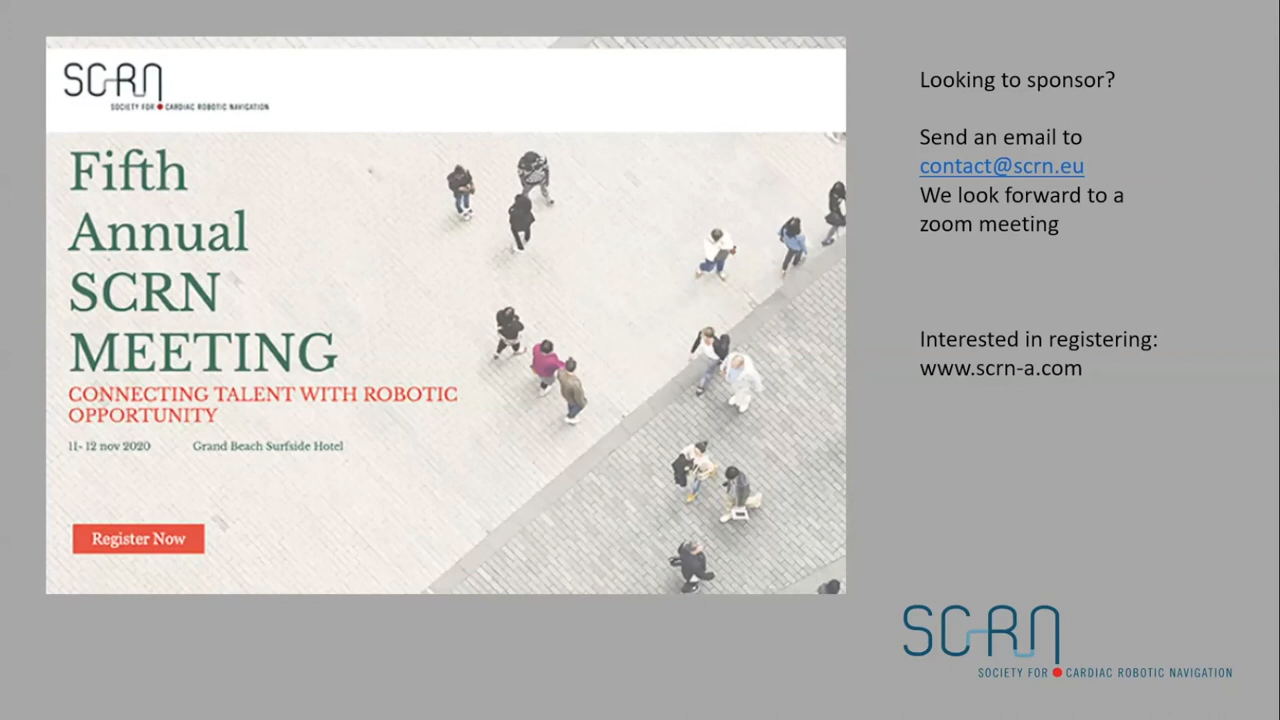 SCRN
SOCIETY FOR CARDIAC ROBOTIC NAVIGATION
Fifth
Annual
SCRN
MEETING
CONNECTING TALENT WITH ROBOTIC
OPPORTUNITY
11- 12 nov 2020 Grand Beach Surfside Hotel
Register Now
Looking to sponsor?
Send an email to
contact@scrn.eu
We look forward to a
zoom meeting
Interested in registering:
www.scrn-a.com
SCRN
SOCIETY FOR CARDIAC ROBOTIC NAVIGATION